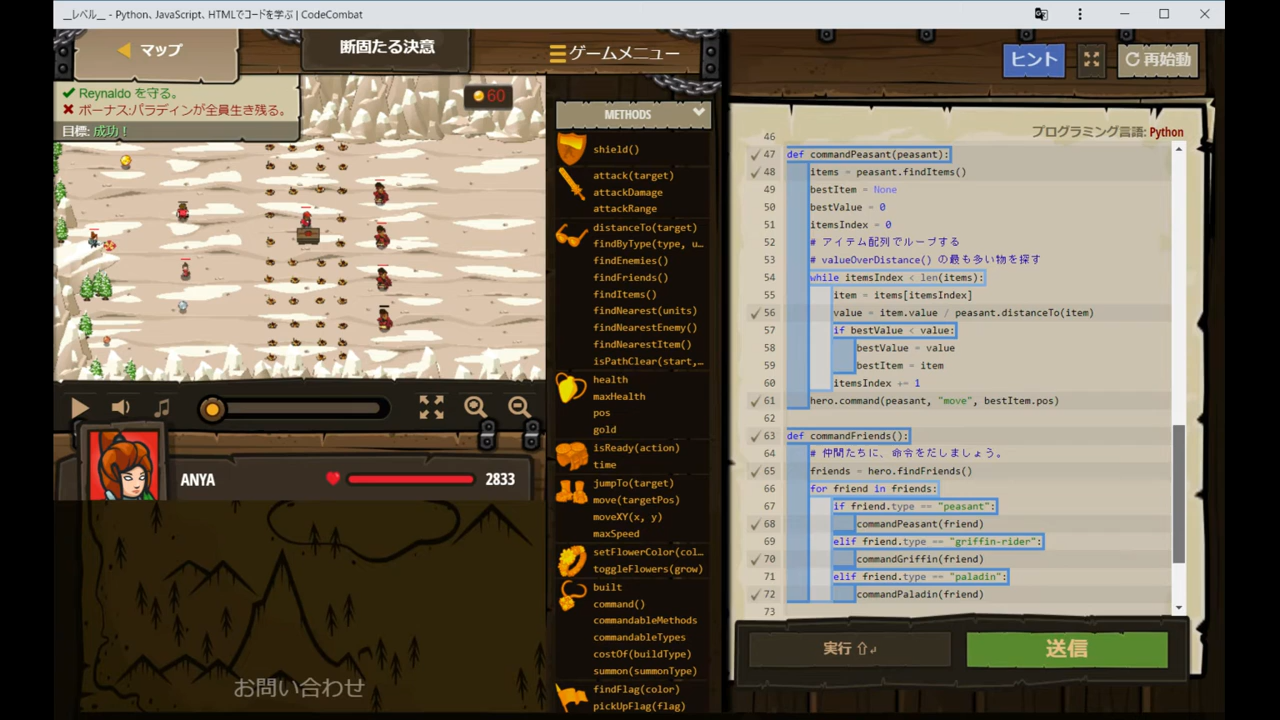 __レベル__ - Python、JavaScript、HTMLでコードを学ぶ | CodeCombat
マップ
断固たる決意
ゲームメニュー
ヒント
再始動
Reynaldo を守る。
ボーナス:パラディンが全員生き残る。
目標: 成功！
60
METHODS
shield()
attack(target)
attackDamage
attackRange
distanceTo(target)
findByType(type, u…
findEnemies()
findFriends()
findItems()
findNearest(units)
findNearestEnemy()
findNearestItem()
isPathClear(start,…
health
maxHealth
pos
gold
isReady(action)
time
jumpTo(target)
move(targetPos)
moveXY(x, y)
maxSpeed
setFlowerColor(col…
toggleFlowers(grow)
built
command()
commandableMethods
commandableTypes
costOf(buildType)
summon(summonType)
findFlag(color)
pickUpFlag(flag)
ANYA
2833
お問い合わせ
プログラミング言語: Python
46
47 def commandPeasant(peasant):
48 items = peasant.findItems()
49 bestItem = None
50 bestValue = 0
51 itemsIndex = 0
52 # アイテム配列でループする
53 # valueOverDistance() の最も多い物を探す
54 while itemsIndex < len(items):
55 item = items[itemsIndex]
56 value = item.value / peasant.distanceTo(item)
57 if bestValue < value:
58 bestValue = value
59 bestItem = item
60 itemsIndex += 1
61 hero.command(peasant, "move", bestItem.pos)
62
63 def commandFriends():
64 # 仲間たちに、命令をだしましょう。
65 friends = hero.findFriends()
66 for friend in friends:
67 if friend.type == "peasant":
68 commandPeasant(friend)
69 elif friend.type == "griffin-rider":
70 commandGriffin(friend)
71 elif friend.type == "paladin":
72 commandPaladin(friend)
73
実行 ⇧↲
送信